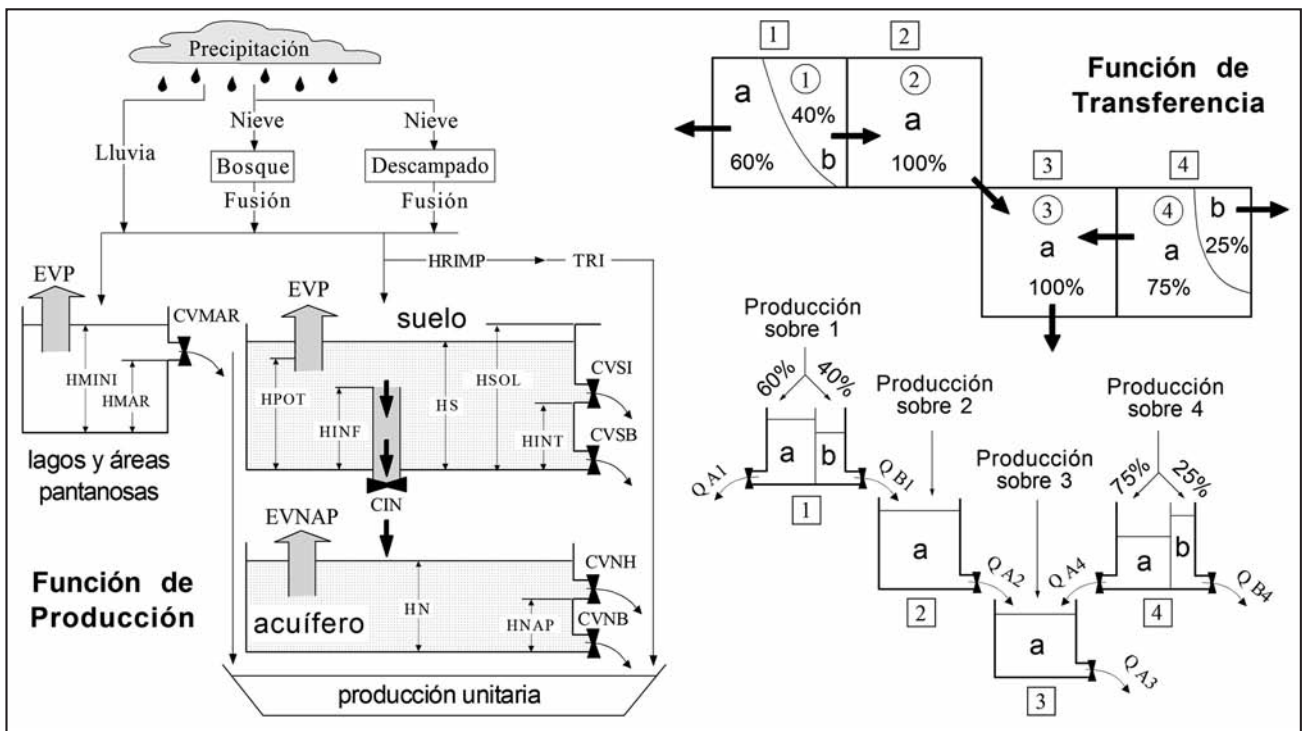 Precipitación
Nieve
Nieve
Lluvia
Bosque
Descampado
Fusión
Fusión
HRIMP
TRI
EVP
EVP
suelo
CVMAR
HMINI
HMAR
HPOT
HINF
HS
HSOL
HINT
CVSI
CVSB
lagos y áreas
pantanosas
CIN
EVNAP
CVNH
HN
HNAP
CVNB
acuífero
Función de
Producción
producción unitaria
Función de
Transferencia
1
2
a
1
40%
b
60%
2
a
100%
3
4
3
a
100%
4
a
75%
b
25%
Producción
sobre 1
60%
40%
a
b
Q A1
Q B1
1
Producción
sobre 2
a
Q A2
2
Producción
sobre 3
a
Q A3
3
Producción
sobre 4
75%
25%
a
b
Q A4
Q B4
4